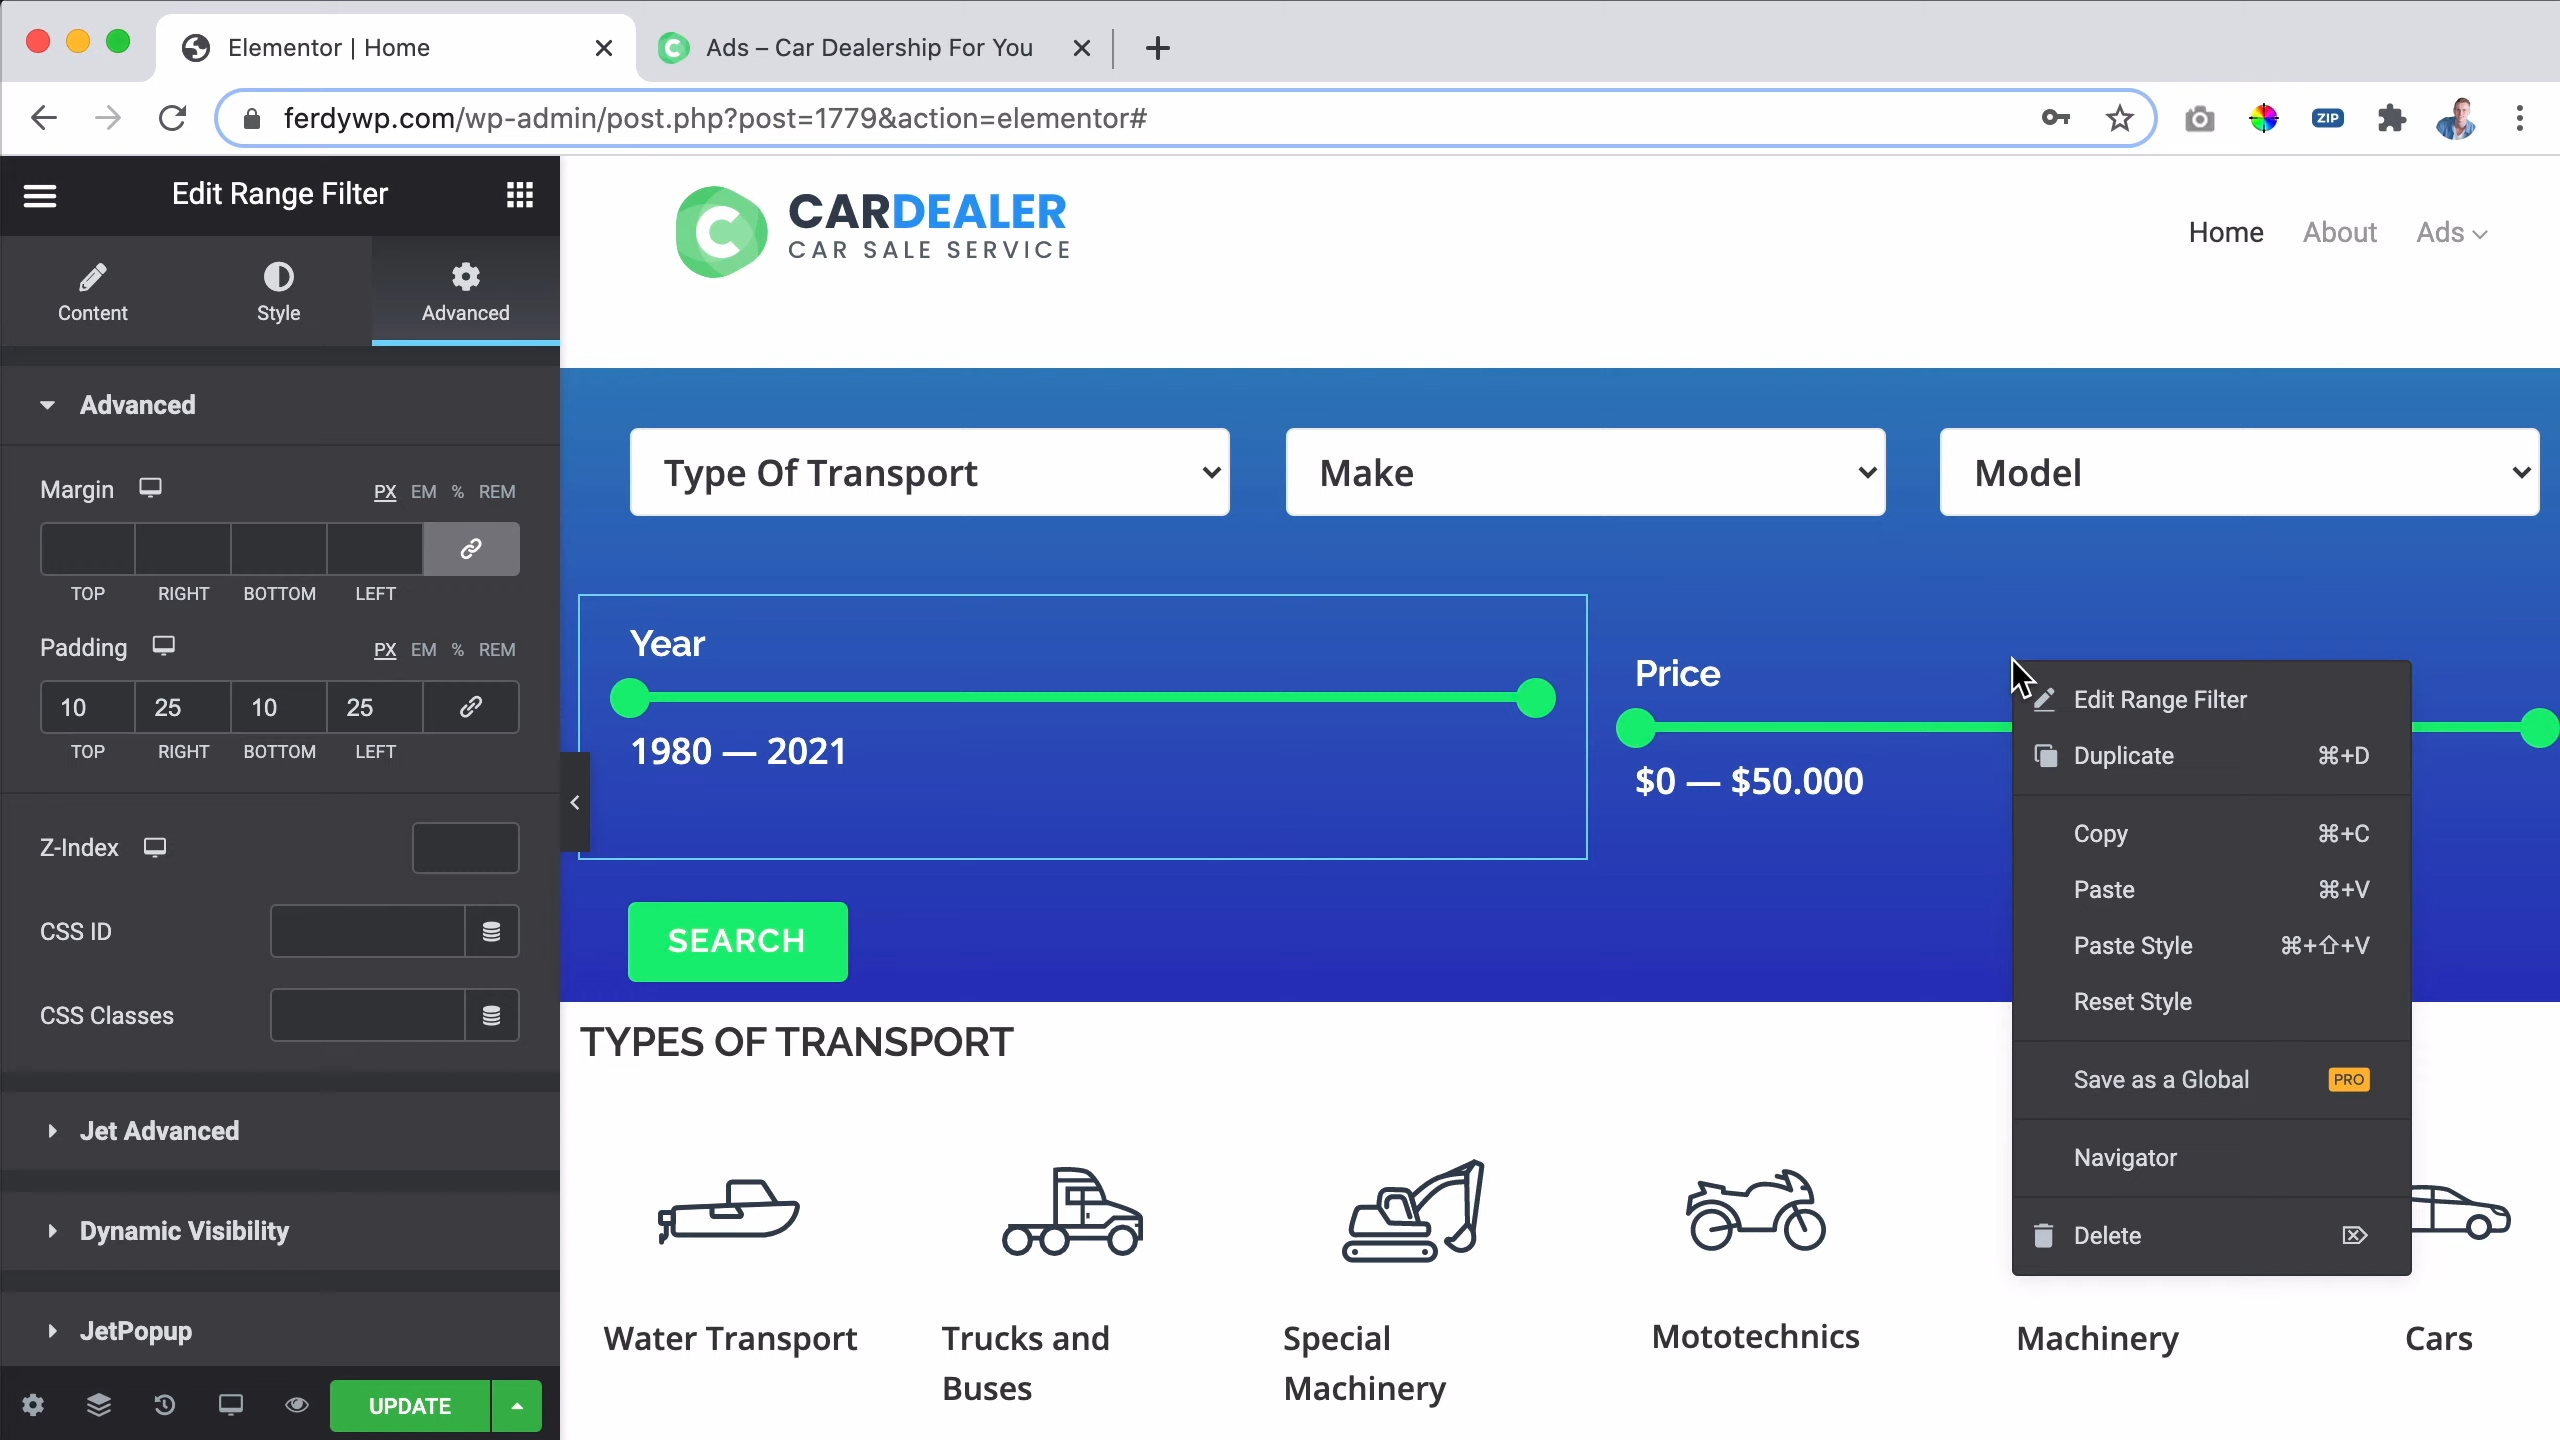 Elementor | Home
Ads – Car Dealership For You
ferdywp.com/wp-admin/post.php?post=1779&action=elementor#
ZIP
Edit Range Filter
Content
Style
Advanced
Advanced
Margin
PX EM % REM
TOP RIGHT BOTTOM LEFT
Padding
PX EM % REM
10 25 10 25
TOP RIGHT BOTTOM LEFT
Z-Index
CSS ID
CSS Classes
Jet Advanced
Dynamic Visibility
JetPopup
UPDATE
CARDEALER
CAR SALE SERVICE
Home About Ads
Type Of Transport
Make
Model
Year
1980 — 2021
Price
$0 — $50.000
SEARCH
Edit Range Filter
Duplicate ⌘+D
Copy ⌘+C
Paste ⌘+V
Paste Style ⌘+⇧+V
Reset Style
Save as a Global PRO
Navigator
Delete ⌦
TYPES OF TRANSPORT
Water Transport
Trucks and
Buses
Special
Machinery
Mototechnics
Machinery
Cars